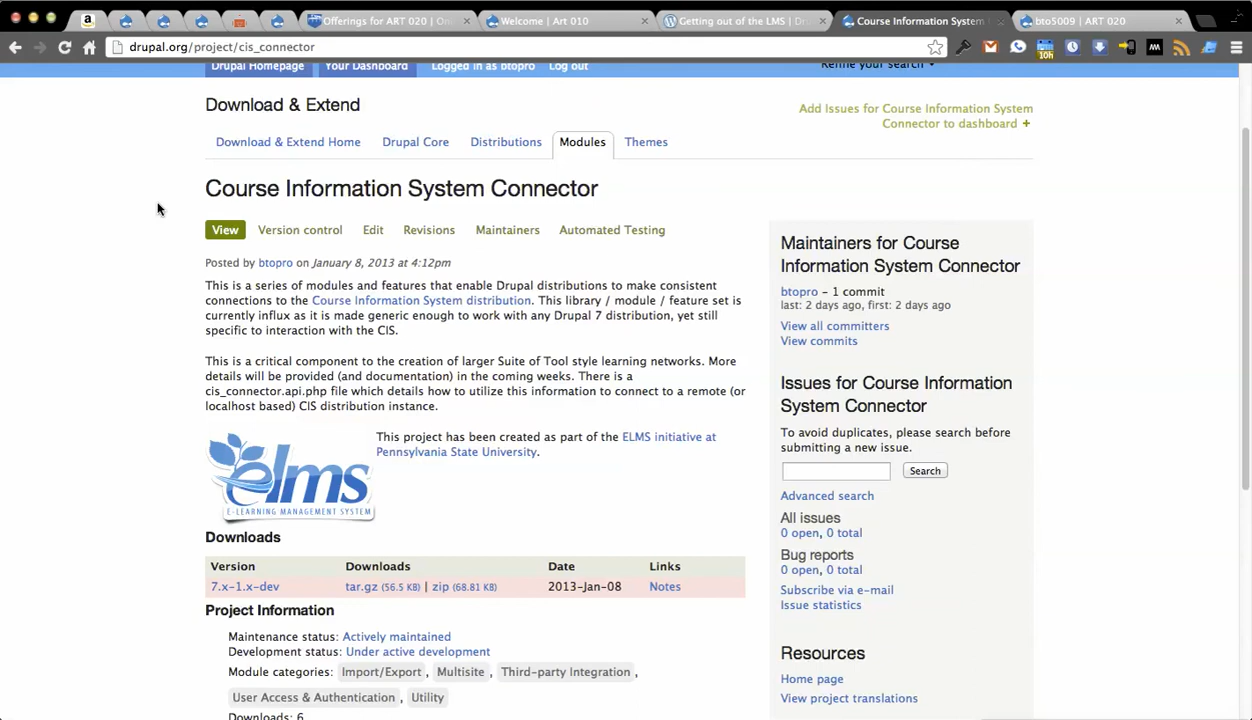 Offerings for ART 020 | Onli
Welcome | Art 010
Getting out of the LMS | Dru
Course Information System
bto5009 | ART 020
drupal.org/project/cis_connector
10h
Drupal Homepage
Your Dashboard
Logged in as btopro
Log out
Refine your search
Download & Extend
Add Issues for Course Information System
Connector to dashboard +
Download & Extend Home
Drupal Core
Distributions
Modules
Themes
Course Information System Connector
View
Version control
Edit
Revisions
Maintainers
Automated Testing
Posted by btopro on January 8, 2013 at 4:12pm
This is a series of modules and features that enable Drupal distributions to make consistent
connections to the Course Information System distribution. This library / module / feature set is
currently influx as it is made generic enough to work with any Drupal 7 distribution, yet still
specific to interaction with the CIS.
This is a critical component to the creation of larger Suite of Tool style learning networks. More
details will be provided (and documentation) in the coming weeks. There is a
cis_connector.api.php file which details how to utilize this information to connect to a remote (or
localhost based) CIS distribution instance.
elms
E-LEARNING MANAGEMENT SYSTEM
This project has been created as part of the ELMS initiative at
Pennsylvania State University.
Downloads
Version Downloads Date Links
7.x-1.x-dev tar.gz (56.5 KB) | zip (68.81 KB) 2013-Jan-08 Notes
Project Information
Maintenance status: Actively maintained
Development status: Under active development
Module categories: Import/Export , Multisite , Third-party Integration ,
User Access & Authentication , Utility
Downloads: 6
Maintainers for Course
Information System Connector
btopro – 1 commit
last: 2 days ago, first: 2 days ago
View all committers
View commits
Issues for Course Information
System Connector
To avoid duplicates, please search before
submitting a new issue.
Search
Advanced search
All issues
0 open, 0 total
Bug reports
0 open, 0 total
Subscribe via e-mail
Issue statistics
Resources
Home page
View project translations